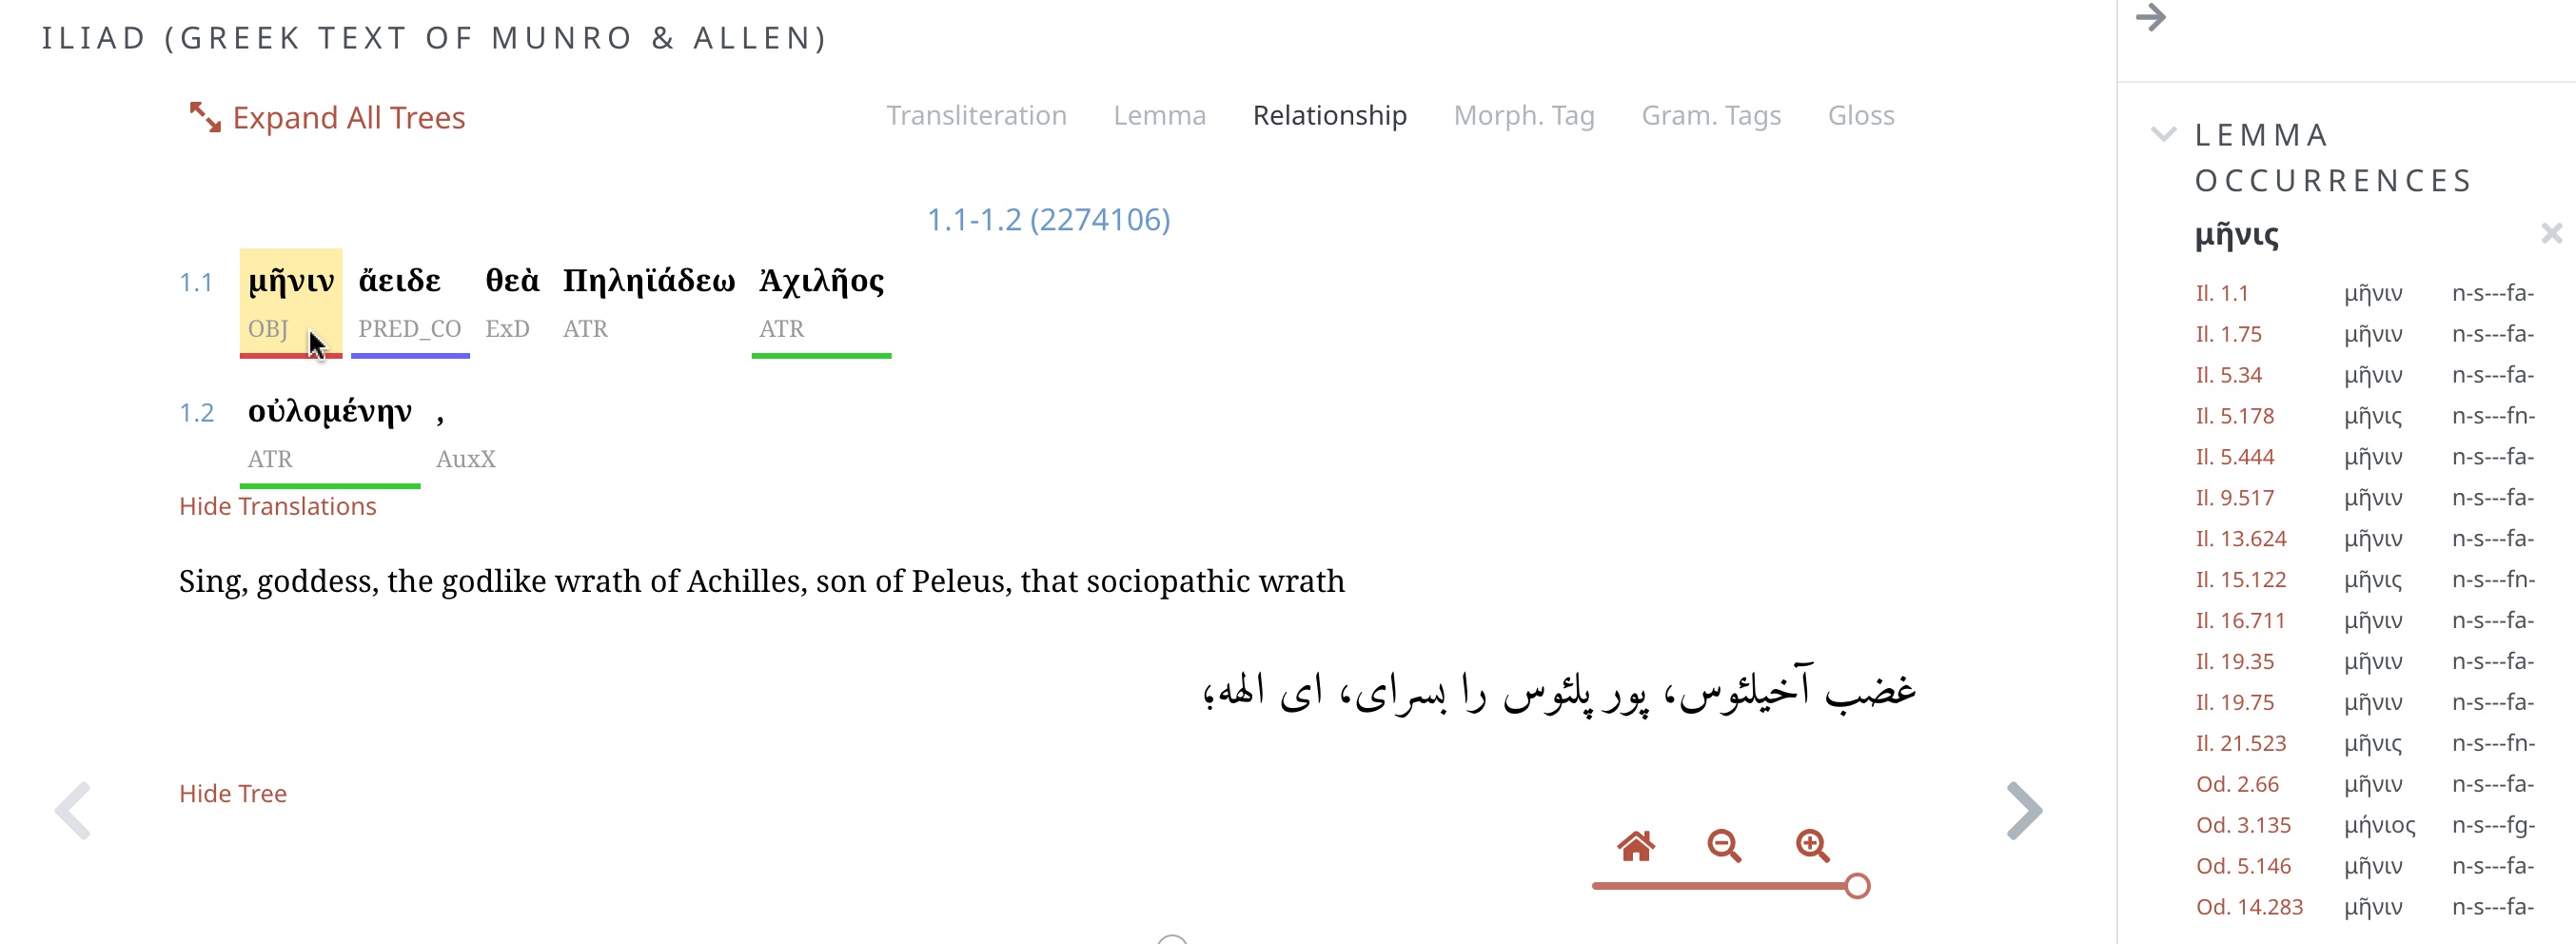 ILIAD (GREEK TEXT OF MUNRO & ALLEN)
Expand All Trees
Transliteration Lemma Relationship Morph. Tag Gram. Tags Gloss
1.1-1.2 (2274106)
1.1 μῆνιν ἄειδε θεὰ Πηληϊάδεω Ἀχιλῆος
OBJ PRED_CO ExD ATR ATR
1.2 οὐλομένην ,
ATR AuxX
Hide Translations
Sing, goddess, the godlike wrath of Achilles, son of Peleus, that sociopathic wrath
غضب آخیلئوس، پور پلئوس را بسرای، ای الهه؛
Hide Tree
LEMMA
OCCURRENCES
μῆνις
Il. 1.1 μῆνιν n-s---fa-
Il. 1.75 μῆνιν n-s---fa-
Il. 5.34 μῆνιν n-s---fa-
Il. 5.178 μῆνις n-s---fn-
Il. 5.444 μῆνιν n-s---fa-
Il. 9.517 μῆνιν n-s---fa-
Il. 13.624 μῆνιν n-s---fa-
Il. 15.122 μῆνις n-s---fn-
Il. 16.711 μῆνιν n-s---fa-
Il. 19.35 μῆνιν n-s---fa-
Il. 19.75 μῆνιν n-s---fa-
Il. 21.523 μῆνις n-s---fn-
Od. 2.66 μῆνιν n-s---fa-
Od. 3.135 μήνιος n-s---fg-
Od. 5.146 μῆνιν n-s---fa-
Od. 14.283 μῆνιν n-s---fa-